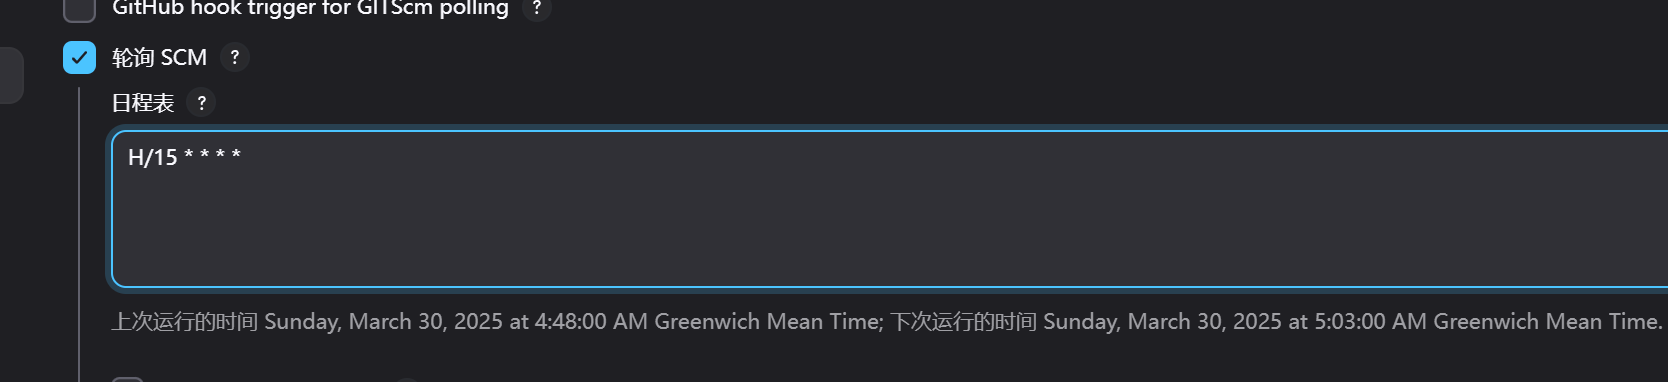 GitHub hook trigger for GITScm polling ?
轮询 SCM ?
日程表 ?
H/15 * * * *
上次运行的时间 Sunday, March 30, 2025 at 4:48:00 AM Greenwich Mean Time; 下次运行的时间 Sunday, March 30, 2025 at 5:03:00 AM Greenwich Mean Time.